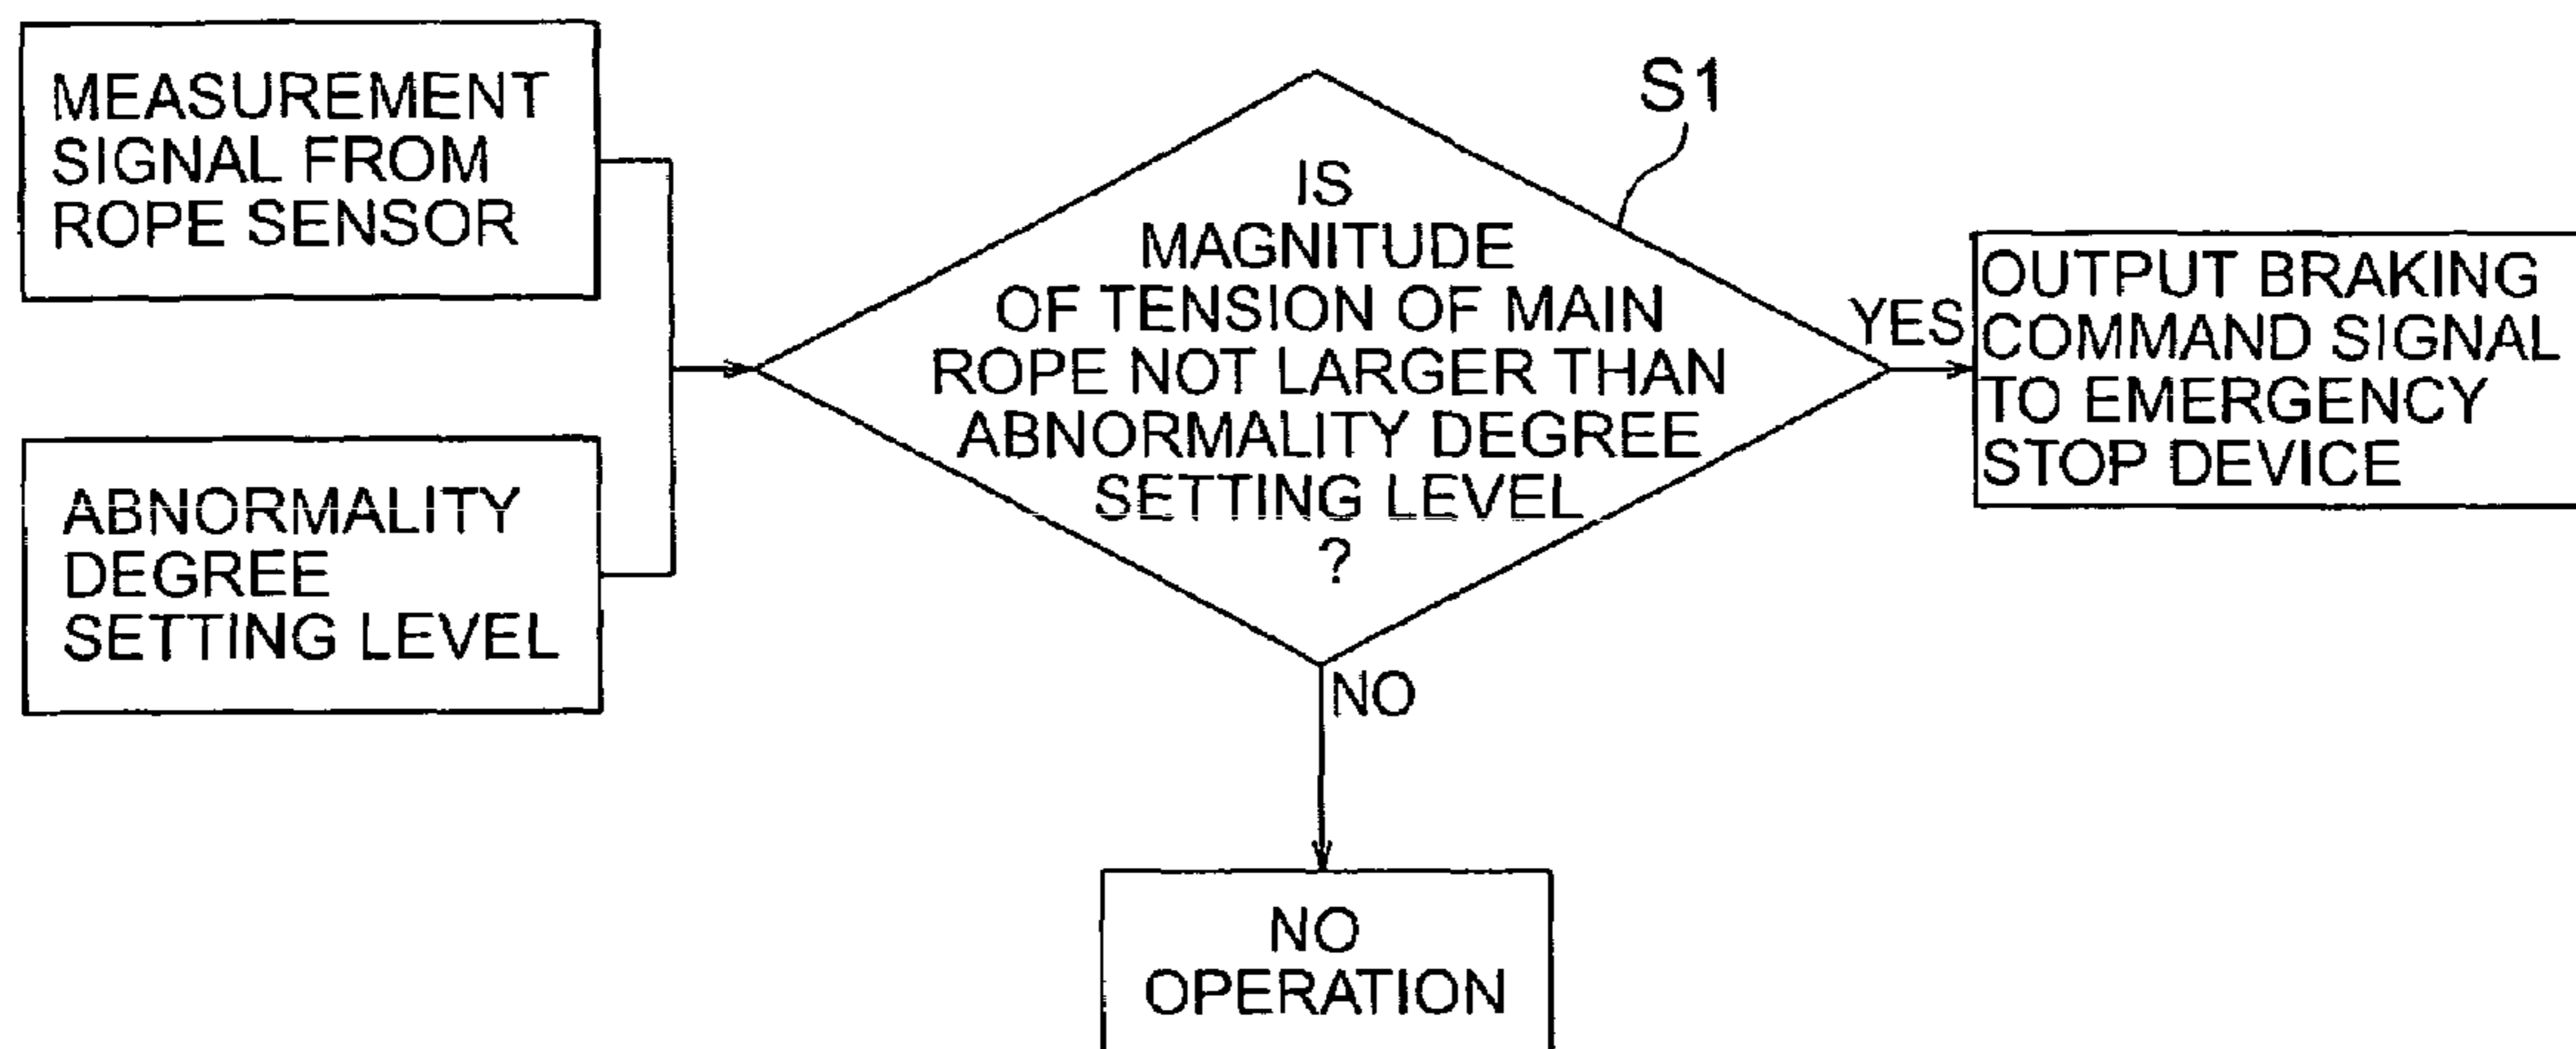 MEASUREMENT
SIGNAL FROM
ROPE SENSOR
ABNORMALITY
DEGREE
SETTING LEVEL
S1
IS
MAGNITUDE
OF TENSION OF MAIN
ROPE NOT LARGER THAN
ABNORMALITY DEGREE
SETTING LEVEL
?
YES
OUTPUT BRAKING
COMMAND SIGNAL
TO EMERGENCY
STOP DEVICE
NO
NO
OPERATION